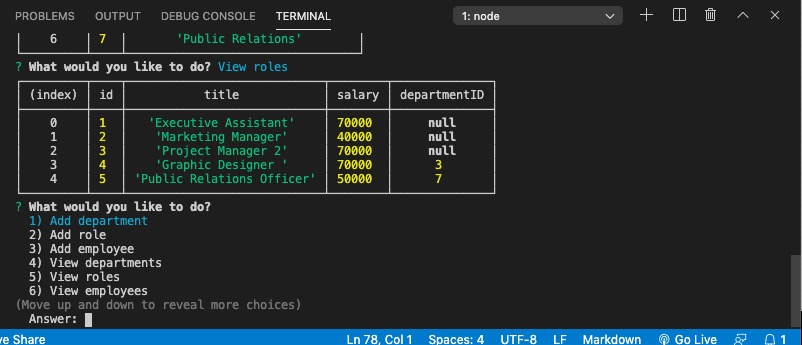 PROBLEMS OUTPUT DEBUG CONSOLE TERMINAL 1: node
6 7 'Public Relations'
? What would you like to do? View roles
(index) id title salary departmentID
0 1 'Executive Assistant' 70000 null
1 2 'Marketing Manager' 40000 null
2 3 'Project Manager 2' 70000 null
3 4 'Graphic Designer ' 70000 3
4 5 'Public Relations Officer' 50000 7
? What would you like to do?
1) Add department
2) Add role
3) Add employee
4) View departments
5) View roles
6) View employees
(Move up and down to reveal more choices)
Answer:
ve Share Ln 78, Col 1 Spaces: 4 UTF-8 LF Markdown Go Live 1